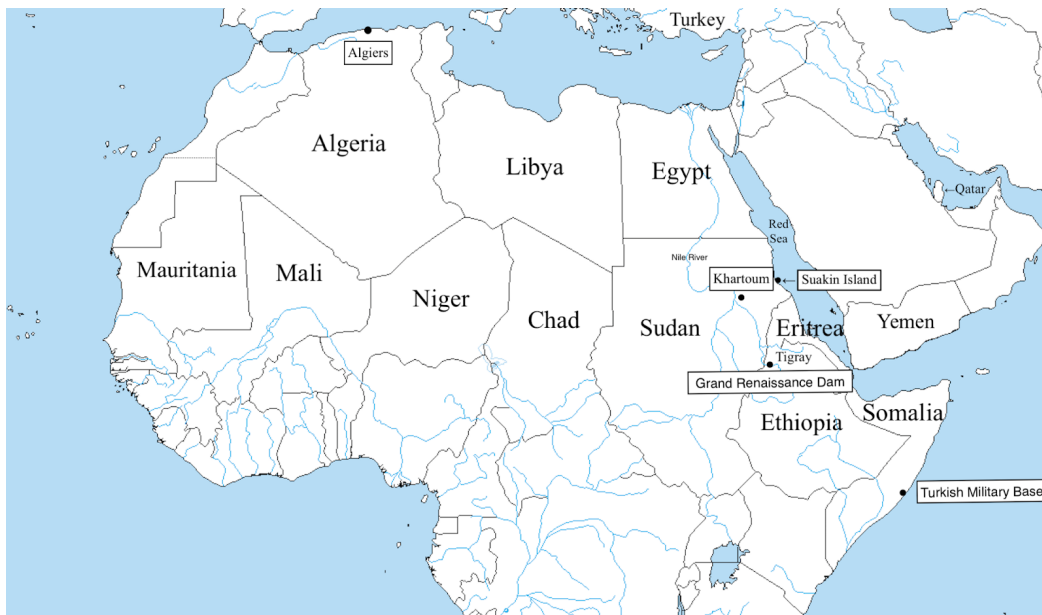 Turkey
Algiers
Algeria
Libya
Egypt
←Qatar
Red
Sea
Mauritania
Mali
Nile River
Niger
Khartoum
←Suakin Island
Chad
Sudan
Eritrea
Yemen
Tigray
Grand Renaissance Dam
Somalia
Ethiopia
Turkish Military Base